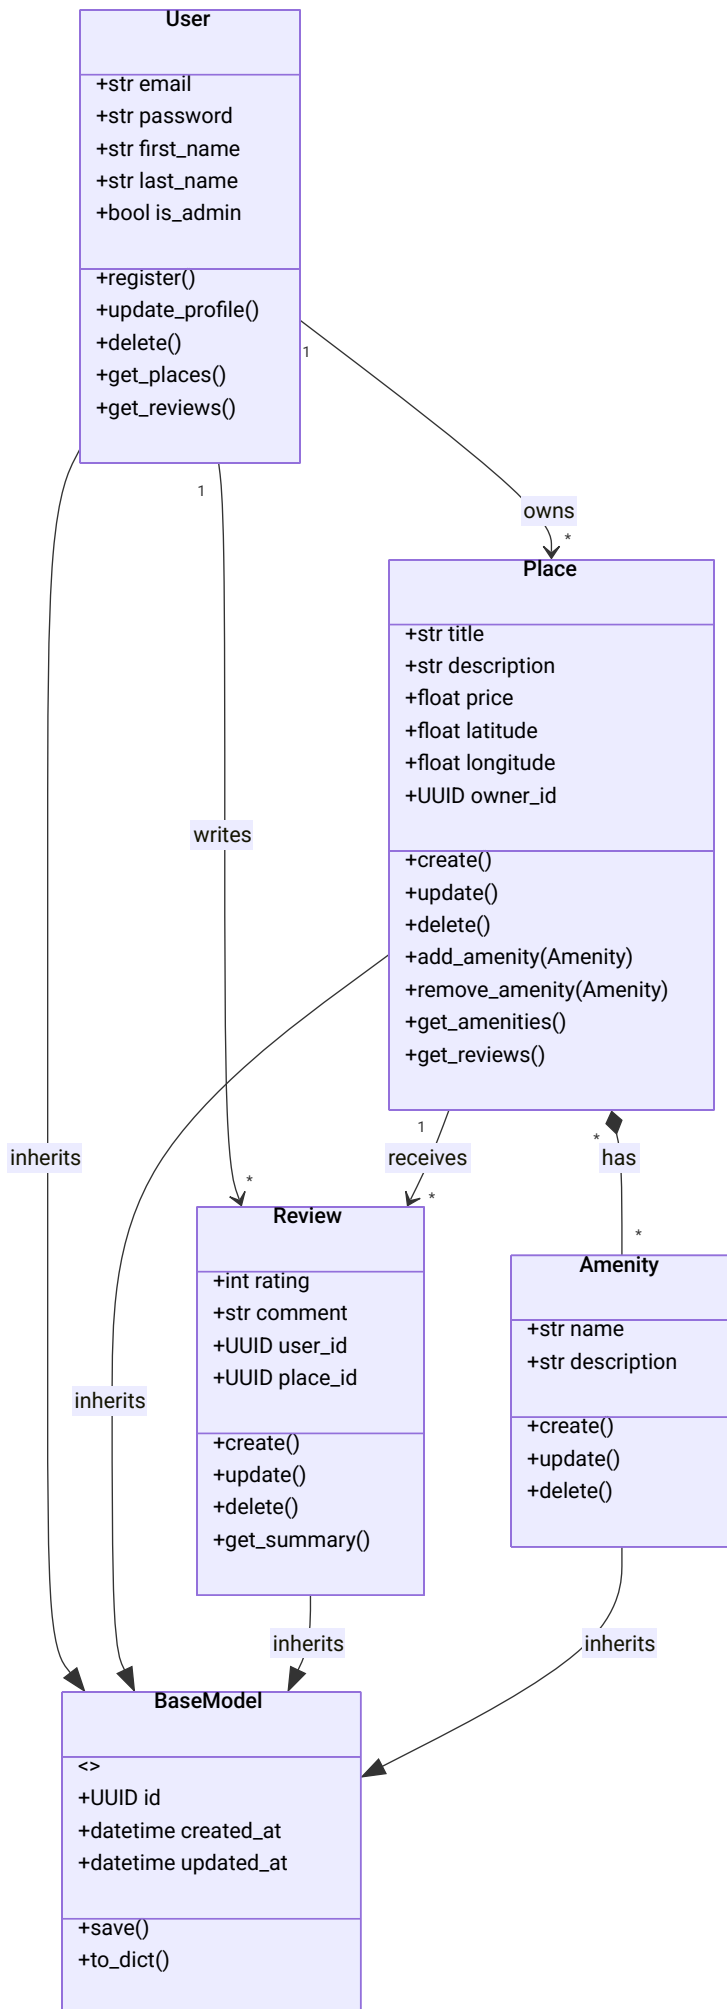 User
+str email
+str password
+str first_name
+str last_name
+bool is_admin
+register()
+update_profile()
+delete()
+get_places()
+get_reviews()
1
1
owns
*
Place
+str title
+str description
+float price
+float latitude
+float longitude
+UUID owner_id
+create()
+update()
+delete()
+add_amenity(Amenity)
+remove_amenity(Amenity)
+get_amenities()
+get_reviews()
writes
inherits
1
receives
*
*
has
*
*
Review
+int rating
+str comment
+UUID user_id
+UUID place_id
+create()
+update()
+delete()
+get_summary()
Amenity
+str name
+str description
+create()
+update()
+delete()
inherits
inherits
inherits
BaseModel
<>
+UUID id
+datetime created_at
+datetime updated_at
+save()
+to_dict()